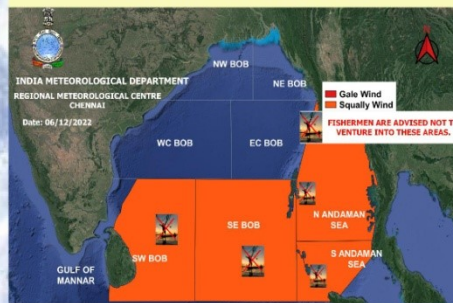 INDIA METEOROLOGICAL DEPARTMENT
REGIONAL METEOROLOGICAL CENTRE
CHENNAI
Date: 06/12/2022
NW BOB
NE BOB
Gale Wind
Squally Wind
FISHERMEN ARE ADVISED NOT T
VENTURE INTO THESE AREAS.
WC BOB
EC BOB
N ANDAMAN
SEA
SE BOB
SW BOB
S ANDAMAN
SEA
GULF OF
MANNAR